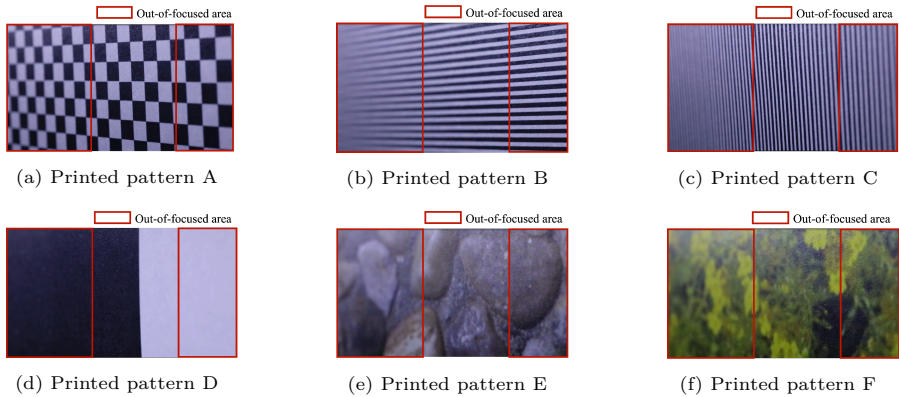 Out-of-focused area
Out-of-focused area
Out-of-focused area
(a) Printed pattern A
(b) Printed pattern B
(c) Printed pattern C
Out-of-focused area
Out-of-focused area
Out-of-focused area
(d) Printed pattern D
(e) Printed pattern E
(f) Printed pattern F